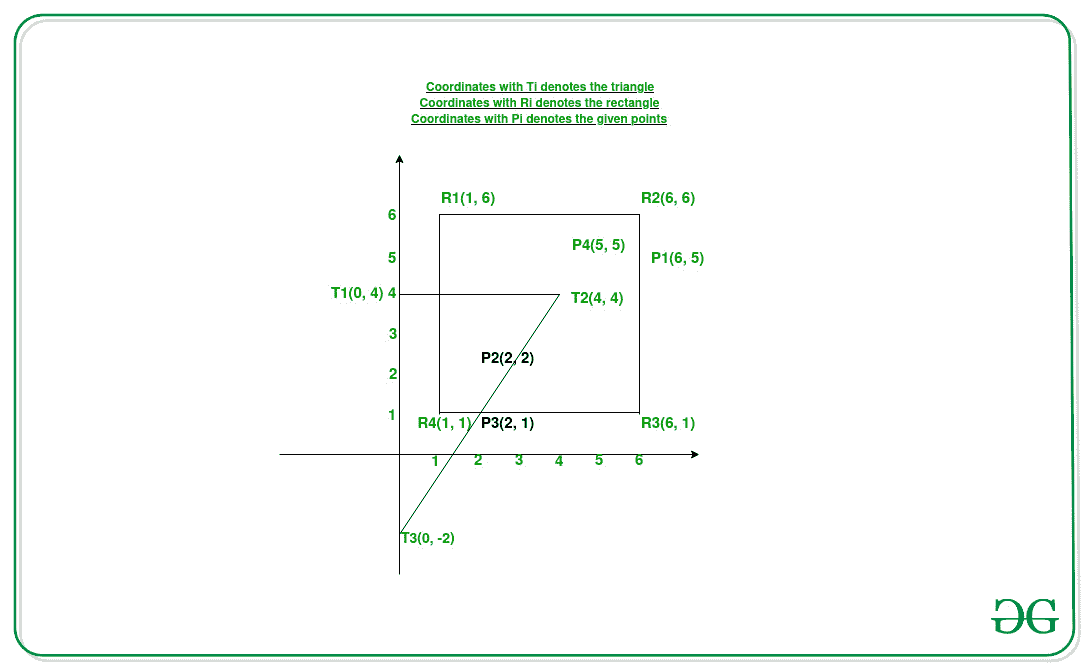 Coordinates with Ti denotes the triangle
Coordinates with Ri denotes the rectangle
Coordinates with Pi denotes the given points
R1(1, 6) R2(6, 6)
6
P4(5, 5)
5 P1(6, 5)
T1(0, 4) 4 T2(4, 4)
3
P2(2, 2)
2
1
R4(1, 1) P3(2, 1) R3(6, 1)
1 2 3 4 5 6
T3(0, -2)